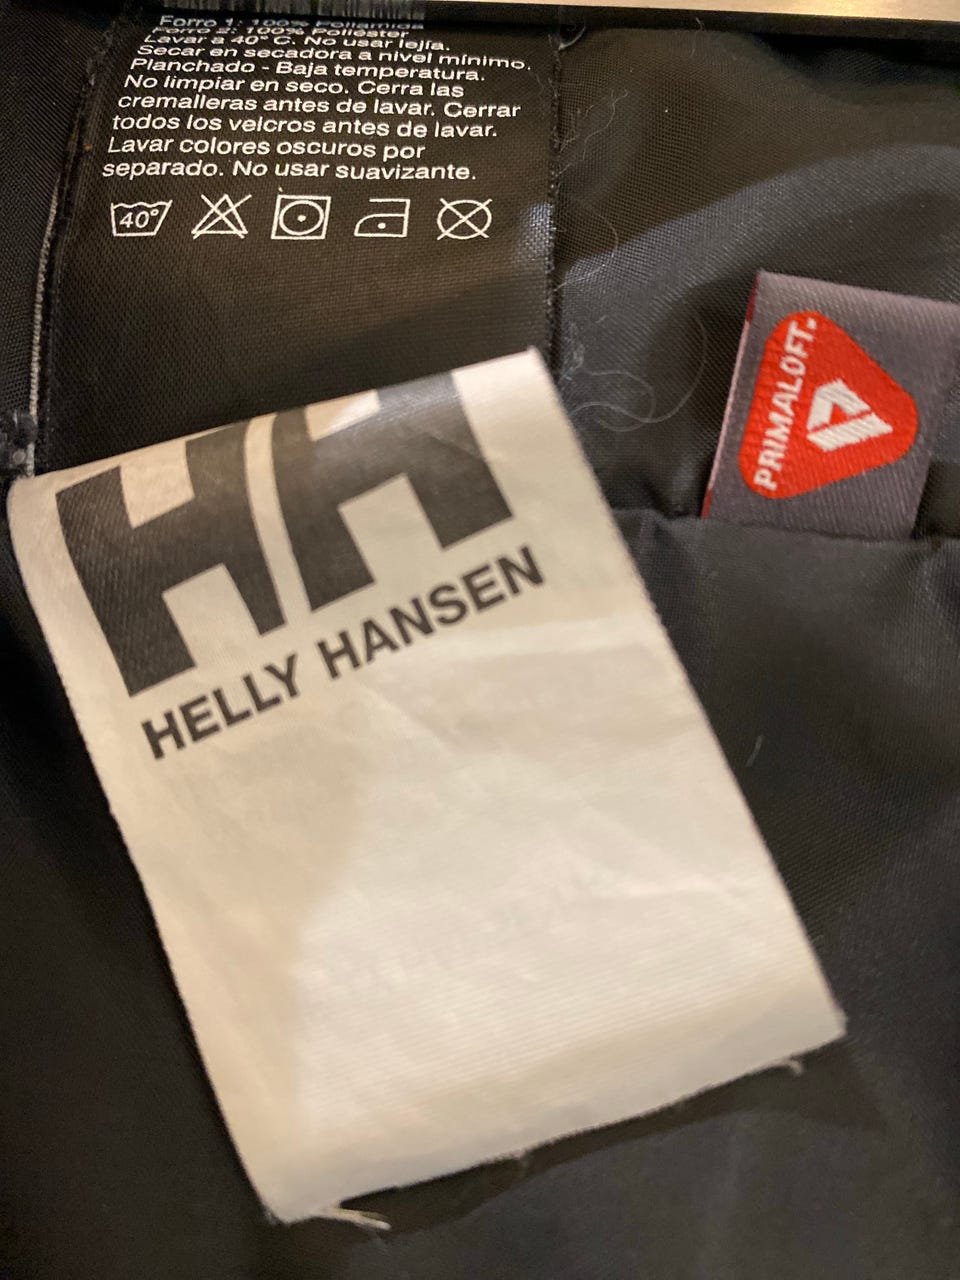 Forro 1: 100% Poliamida
Forro 2: 100% Poliéster
Lavar a 40° C. No usar lejía.
Secar en secadora a nivel mínimo.
Planchado - Baja temperatura.
No limpiar en seco. Cerra las
cremalleras antes de lavar. Cerrar
todos los velcros antes de lavar.
Lavar colores oscuros por
separado. No usar suavizante.
40°
PRIMALOFT
HH
HELLY HANSEN